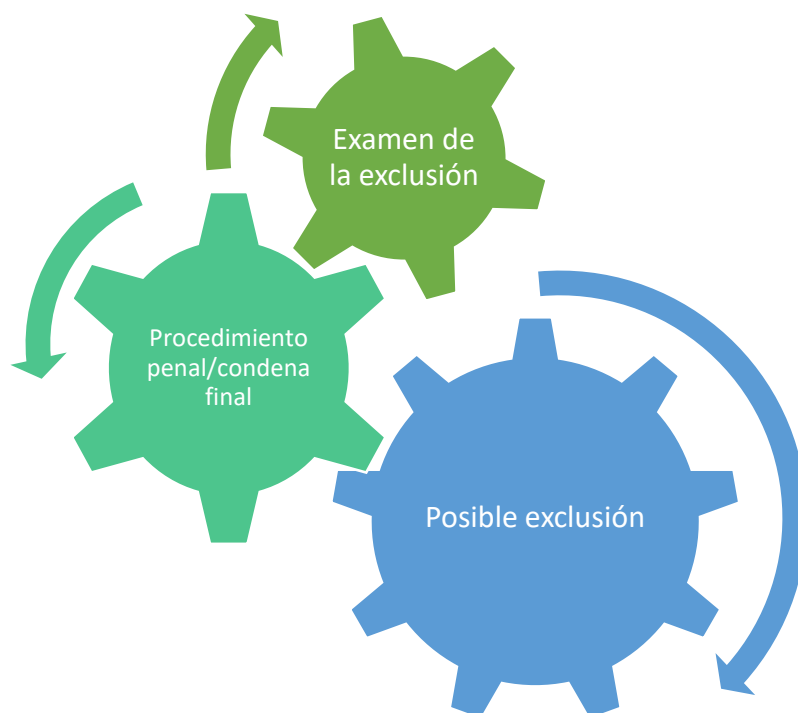 Examen de
la exclusión
Procedimiento
penal/condena
final
Posible exclusión